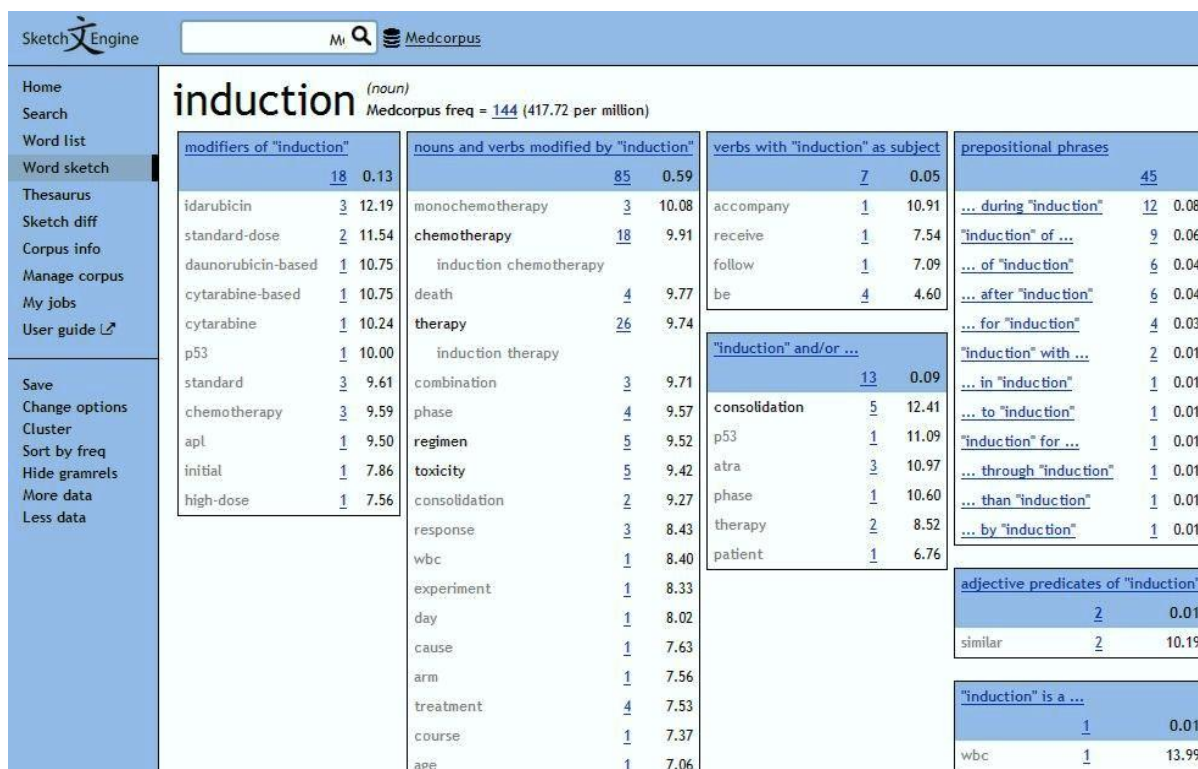 Sketch Engine
Medcorpus
Home
Search
Word list
Word sketch
Thesaurus
Sketch diff
Corpus info
Manage corpus
My jobs
User guide
Save
Change options
Cluster
Sort by freq
Hide gramrels
More data
Less data
induction (noun)
Medcorpus freq = 144 (417.72 per million)
modifiers of "induction"
18 0.13
idarubicin 3 12.19
standard-dose 2 11.54
daunorubicin-based 1 10.75
cytarabine-based 1 10.75
cytarabine 1 10.24
p53 1 10.00
standard 3 9.61
chemotherapy 3 9.59
apl 1 9.50
initial 1 7.86
high-dose 1 7.56
nouns and verbs modified by "induction"
85 0.59
monochemotherapy 3 10.08
chemotherapy 18 9.91
induction chemotherapy
death 4 9.77
therapy 26 9.74
induction therapy
combination 3 9.71
phase 4 9.57
regimen 5 9.52
toxicity 5 9.42
consolidation 2 9.27
response 3 8.43
wbc 1 8.40
experiment 1 8.33
day 1 8.02
cause 1 7.63
arm 1 7.56
treatment 4 7.53
course 1 7.37
age 1 7.06
verbs with "induction" as subject
7 0.05
accompany 1 10.91
receive 1 7.54
follow 1 7.09
be 4 4.60
"induction" and/or ...
13 0.09
consolidation 5 12.41
p53 1 11.09
atra 3 10.97
phase 1 10.60
therapy 2 8.52
patient 1 6.76
prepositional phrases
45
... during "induction" 12 0.08
"induction" of ... 9 0.06
... of "induction" 6 0.04
... after "induction" 6 0.04
... for "induction" 4 0.03
"induction" with ... 2 0.01
... in "induction" 1 0.01
... to "induction" 1 0.01
"induction" for ... 1 0.01
... through "induction" 1 0.01
... than "induction" 1 0.01
... by "induction" 1 0.01
adjective predicates of "induction"
2 0.01
similar 2 10.19
"induction" is a ...
1 0.01
wbc 1 13.99